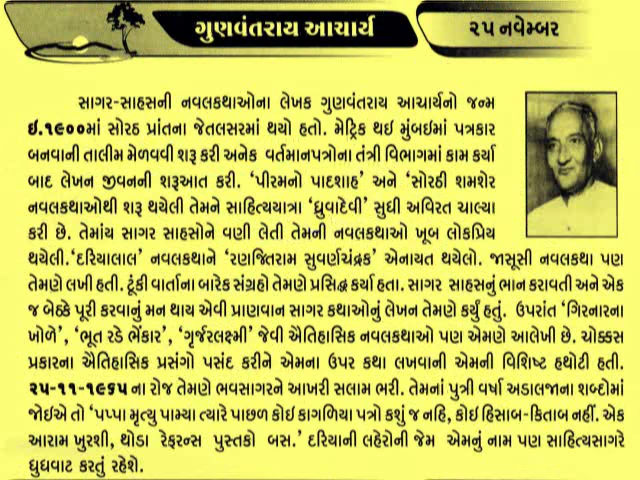 ગુણવંતરાય આચાર્ય
૨૫ નવેમ્બર
સાગર-સાહસની નવલકથાઓના લેખક ગુણવંતરાય આચાર્યનો જન્મ
ઇ.૧૯૦૦માં સોરઠ પ્રાંતના જેતલસરમાં થયો હતો. મેટ્રિક થઇ મુંબઇમાં પત્રકાર
બનવાની તાલીમ મેળવવી શરૂ કરી અનેક વર્તમાનપત્રોના તંત્રી વિભાગમાં કામ કર્યા
બાદ લેખન જીવનની શરૂઆત કરી. ‘પીરમનો પાદશાહ’ અને ‘સોરઠી શમશેર
નવલકથાઓથી શરૂ થયેલી તેમને સાહિત્યયાત્રા ‘ધ્રુવાદેવી’ સુધી અવિરત ચાલ્યા
કરી છે. તેમાંય સાગર સાહસોને વણી લેતી તેમની નવલકથાઓ ખૂબ લોકપ્રિય
થયેલી.‘દરિયાલાલ’ નવલકથાને ‘રણજિતરામ સુવર્ણચંદ્રક’ એનાયત થયેલો. જાસૂસી નવલકથા પણ
તેમણે લખી હતી. ટૂંકી વાર્તાના બારેક સંગ્રહો તેમણે પ્રસિદ્ધ કર્યા હતા. સાગર સાહસનું ભાન કરાવતી અને એક
જ બેઠકે પૂરી કરવાનું મન થાય એવી પ્રાણવાન સાગર કથાઓનું લેખન તેમણે કર્યું હતું. ઉપરાંત ‘ગિરનારના
ખોળે’, ‘ભૂત રડે ભેંકાર’, ‘ગુર્જરલક્ષ્મી’ જેવી ઐતિહાસિક નવલકથાઓ પણ એમણે આલેખી છે. ચોક્કસ
પ્રકારના ઐતિહાસિક પ્રસંગો પસંદ કરીને એમના ઉપર કથા લખવાની એમની વિશિષ્ટ હથોટી હતી.
૨૫-૧૧-૧૯૬૫ ના રોજ તેમણે ભવસાગરને આખરી સલામ ભરી. તેમનાં પુત્રી વર્ષા અડાલજાના શબ્દોમાં
જોઈએ તો ‘પપ્પા મૃત્યુ પામ્યા ત્યારે પાછળ કોઇ કાગળિયા પત્રો કશું જ નહિ, કોઇ હિસાબ-કિતાબ નહીં. એક
આરામ ખુરશી, થોડા રેફરન્સ પુસ્તકો બસ.’ દરિયાની લહેરોની જેમ એમનું નામ પણ સાહિત્યસાગરે
ઘુઘવાટ કરતું રહેશે.